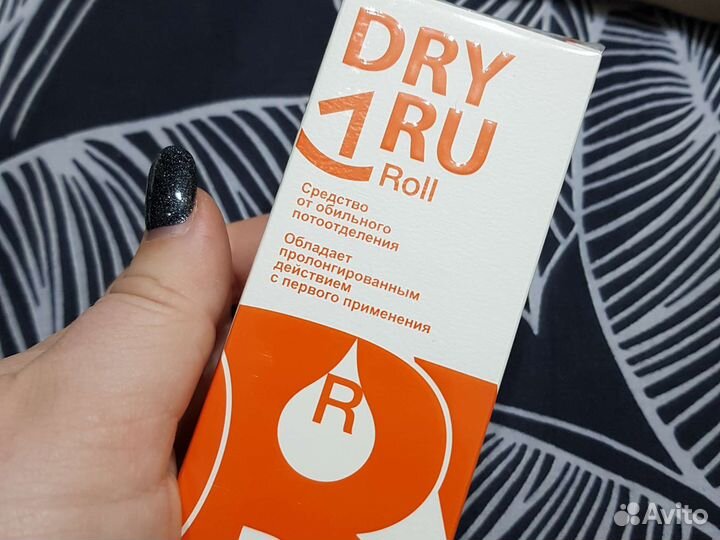 DRY
RU
Roll
Средство
от обильного
потоотделения
Обладает
пролонгированным
действием
с первого применения
R
Avito